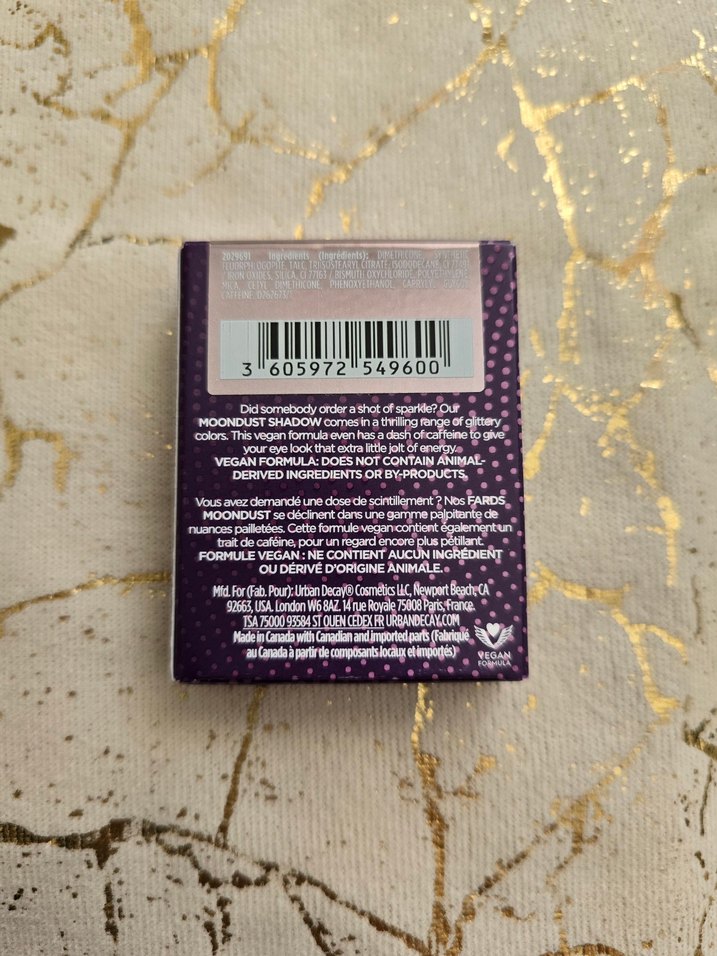 2029691 Ingredients (Ingrédients): DIMETHICONE, SYNTHETIC
FLUORPHLOGOPITE, TALC, TRIISOSTEARYL CITRATE, ISODODECANE, CI 77491
/ IRON OXIDES, SILICA, CI 77163 / BISMUTH OXYCHLORIDE, POLYETHYLENE
MICA, CETYL DIMETHICONE, PHENOXYETHANOL, CAPRYLYL GLYCOL
CAFFEINE.
3 605972 549600
Did somebody order a shot of sparkle? Our
MOONDUST SHADOW comes in a thrilling range of glittery
colors. This vegan formula even has a dash of caffeine to give
your eye look that extra little jolt of energy.
VEGAN FORMULA: DOES NOT CONTAIN ANIMAL-
DERIVED INGREDIENTS OR BY-PRODUCTS.
Vous avez demandé une dose de scintillement ? Nos FARDS
MOONDUST se déclinent dans une gamme palpitante de
nuances pailletées. Cette formule vegan contient également un
trait de caféine, pour un regard encore plus pétillant.
FORMULE VEGAN : NE CONTIENT AUCUN INGRÉDIENT
OU DÉRIVÉ D'ORIGINE ANIMALE.
Mfd. For (Fab. Pour): Urban Decay® Cosmetics LLC, Newport Beach, CA
92663, USA. London W6 8AZ. 14 rue Royale 75008 Paris, France.
TSA 75000 93584 ST OUEN CEDEX FR URBANDECAY.COM
Made in Canada with Canadian and imported parts (Fabriqué
au Canada à partir de composants locaux et importés)
VEGAN
FORMULA